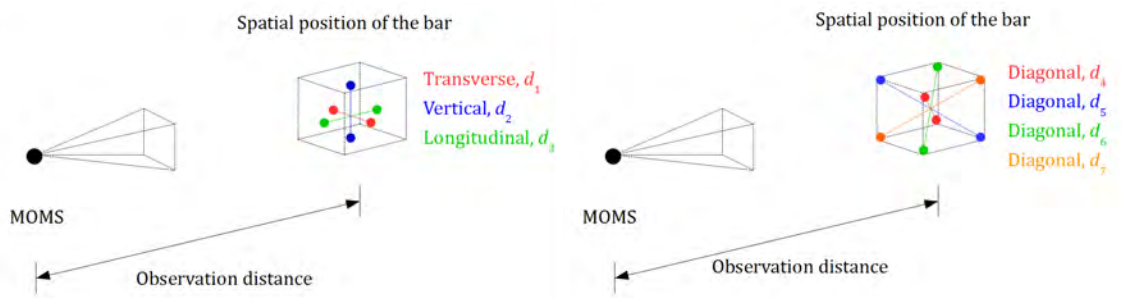 Spatial position of the bar
Transverse, d1
Vertical, d2
Longitudinal, d3
MOMS
Observation distance
Spatial position of the bar
Diagonal, d4
Diagonal, d5
Diagonal, d6
Diagonal, d7
MOMS
Observation distance